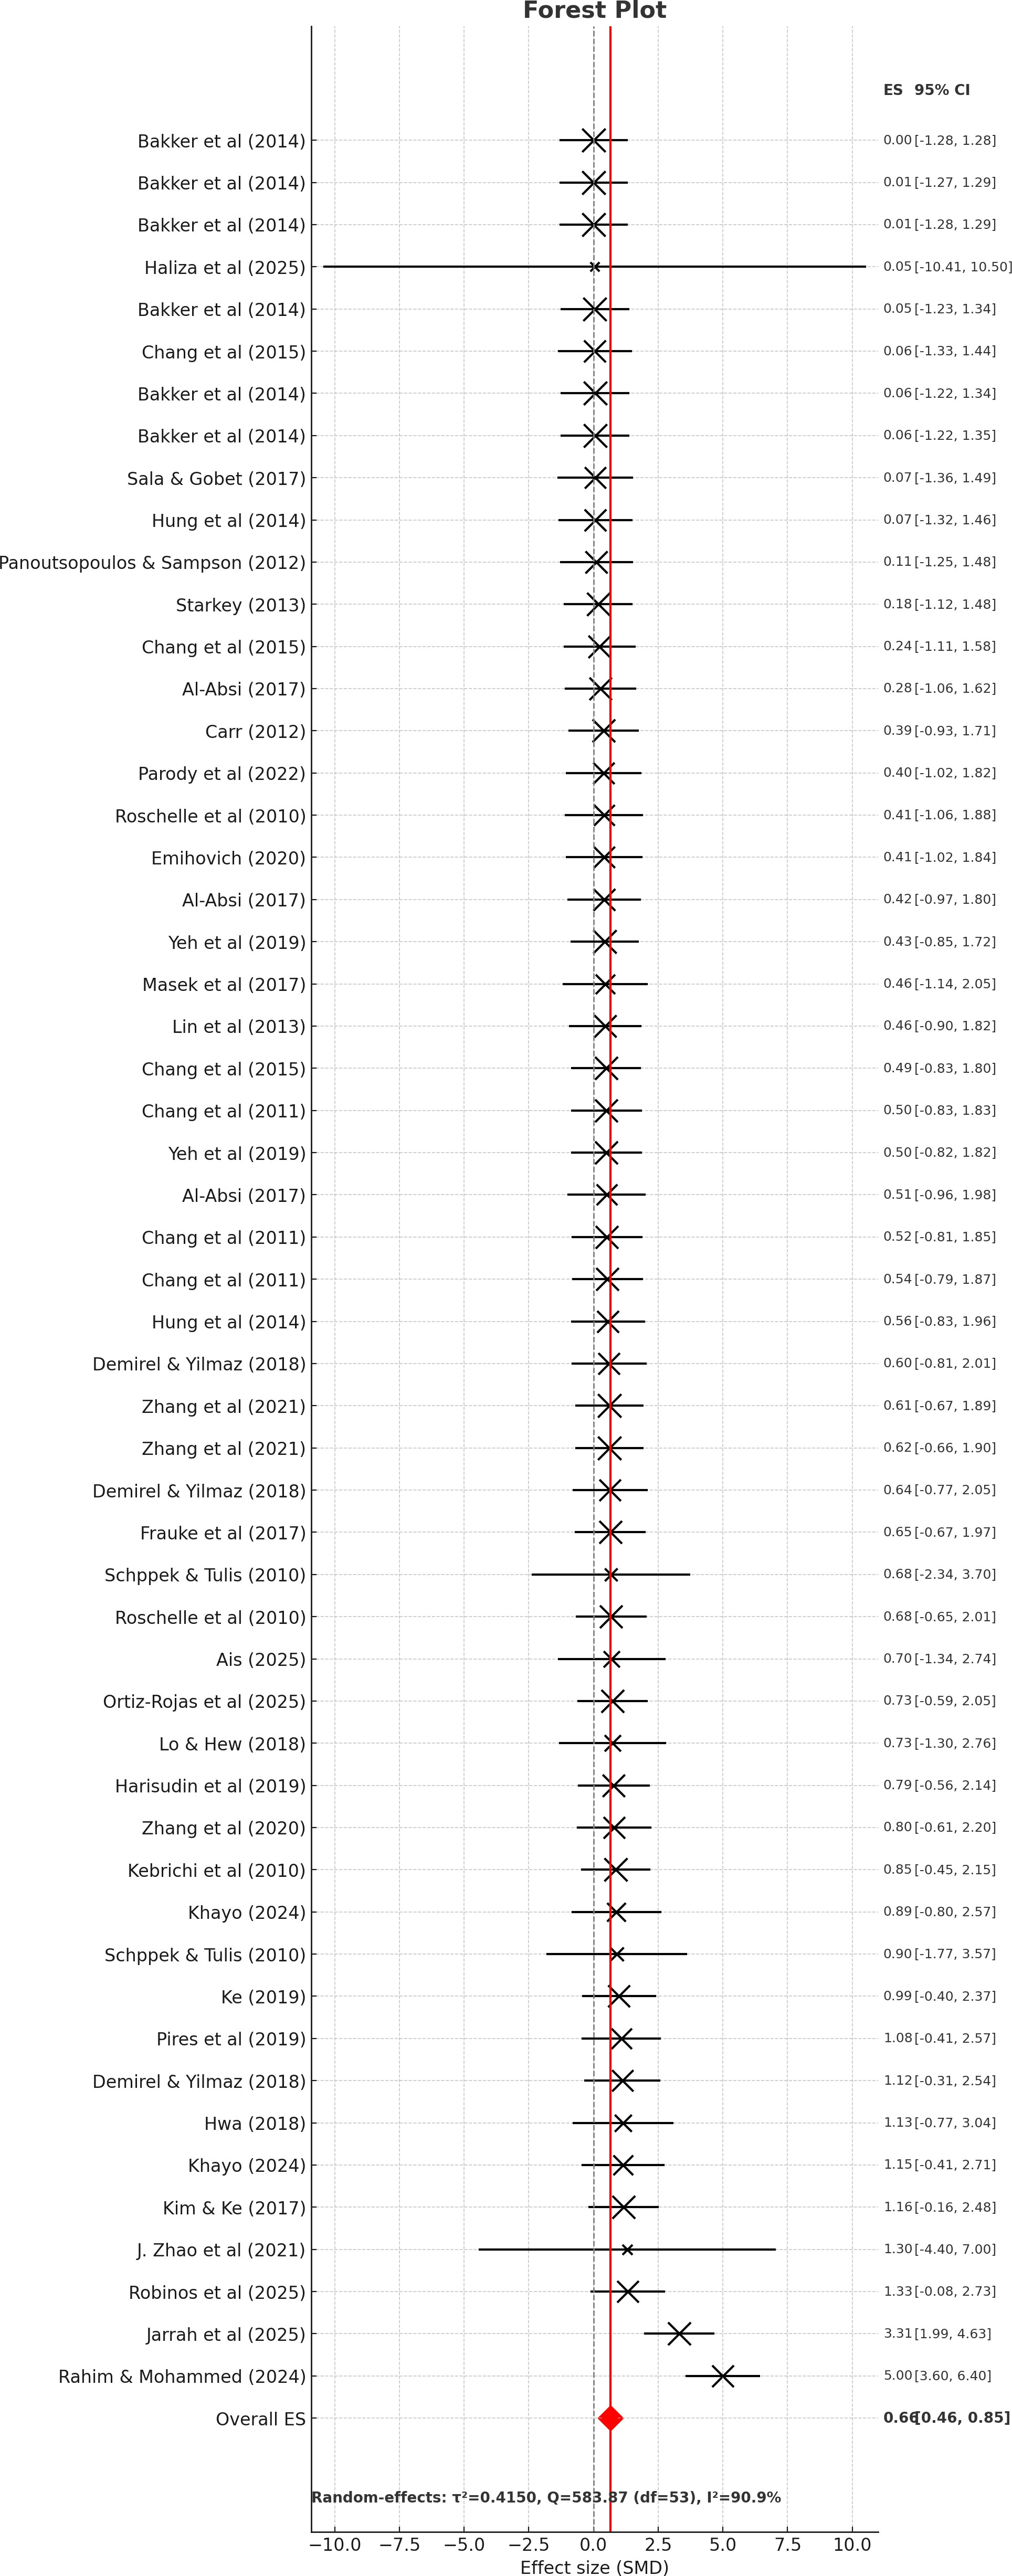 Forest Plot
ES 95% CI
Bakker et al (2014) 0.00 [-1.28, 1.28]
Bakker et al (2014) 0.01 [-1.27, 1.29]
Bakker et al (2014) 0.01 [-1.28, 1.29]
Haliza et al (2025) 0.05 [-10.41, 10.50]
Bakker et al (2014) 0.05 [-1.23, 1.34]
Chang et al (2015) 0.06 [-1.33, 1.44]
Bakker et al (2014) 0.06 [-1.22, 1.34]
Bakker et al (2014) 0.06 [-1.22, 1.35]
Sala & Gobet (2017) 0.07 [-1.36, 1.49]
Hung et al (2014) 0.07 [-1.32, 1.46]
Panoutsopoulos & Sampson (2012) 0.11 [-1.25, 1.48]
Starkey (2013) 0.18 [-1.12, 1.48]
Chang et al (2015) 0.24 [-1.11, 1.58]
Al-Absi (2017) 0.28 [-1.06, 1.62]
Carr (2012) 0.39 [-0.93, 1.71]
Parody et al (2022) 0.40 [-1.02, 1.82]
Roschelle et al (2010) 0.41 [-1.06, 1.88]
Emihovich (2020) 0.41 [-1.02, 1.84]
Al-Absi (2017) 0.42 [-0.97, 1.80]
Yeh et al (2019) 0.43 [-0.85, 1.72]
Masek et al (2017) 0.46 [-1.14, 2.05]
Lin et al (2013) 0.46 [-0.90, 1.82]
Chang et al (2015) 0.49 [-0.83, 1.80]
Chang et al (2011) 0.50 [-0.83, 1.83]
Yeh et al (2019) 0.50 [-0.82, 1.82]
Al-Absi (2017) 0.51 [-0.96, 1.98]
Chang et al (2011) 0.52 [-0.81, 1.85]
Chang et al (2011) 0.54 [-0.79, 1.87]
Hung et al (2014) 0.56 [-0.83, 1.96]
Demirel & Yilmaz (2018) 0.60 [-0.81, 2.01]
Zhang et al (2021) 0.61 [-0.67, 1.89]
Zhang et al (2021) 0.62 [-0.66, 1.90]
Demirel & Yilmaz (2018) 0.64 [-0.77, 2.05]
Frauke et al (2017) 0.65 [-0.67, 1.97]
Schppek & Tulis (2010) 0.68 [-2.34, 3.70]
Roschelle et al (2010) 0.68 [-0.65, 2.01]
Ais (2025) 0.70 [-1.34, 2.74]
Ortiz-Rojas et al (2025) 0.73 [-0.59, 2.05]
Lo & Hew (2018) 0.73 [-1.30, 2.76]
Harisudin et al (2019) 0.79 [-0.56, 2.14]
Zhang et al (2020) 0.80 [-0.61, 2.20]
Kebrichi et al (2010) 0.85 [-0.45, 2.15]
Khayo (2024) 0.89 [-0.80, 2.57]
Schppek & Tulis (2010) 0.90 [-1.77, 3.57]
Ke (2019) 0.99 [-0.40, 2.37]
Pires et al (2019) 1.08 [-0.41, 2.57]
Demirel & Yilmaz (2018) 1.12 [-0.31, 2.54]
Hwa (2018) 1.13 [-0.77, 3.04]
Khayo (2024) 1.15 [-0.41, 2.71]
Kim & Ke (2017) 1.16 [-0.16, 2.48]
J. Zhao et al (2021) 1.30 [-4.40, 7.00]
Robinos et al (2025) 1.33 [-0.08, 2.73]
Jarrah et al (2025) 3.31 [1.99, 4.63]
Rahim & Mohammed (2024) 5.00 [3.60, 6.40]
Overall ES 0.66 [0.46, 0.85]
Random-effects: τ²=0.4150, Q=583.87 (df=53), I²=90.9%
−10.0 −7.5 −5.0 −2.5 0.0 2.5 5.0 7.5 10.0
Effect size (SMD)